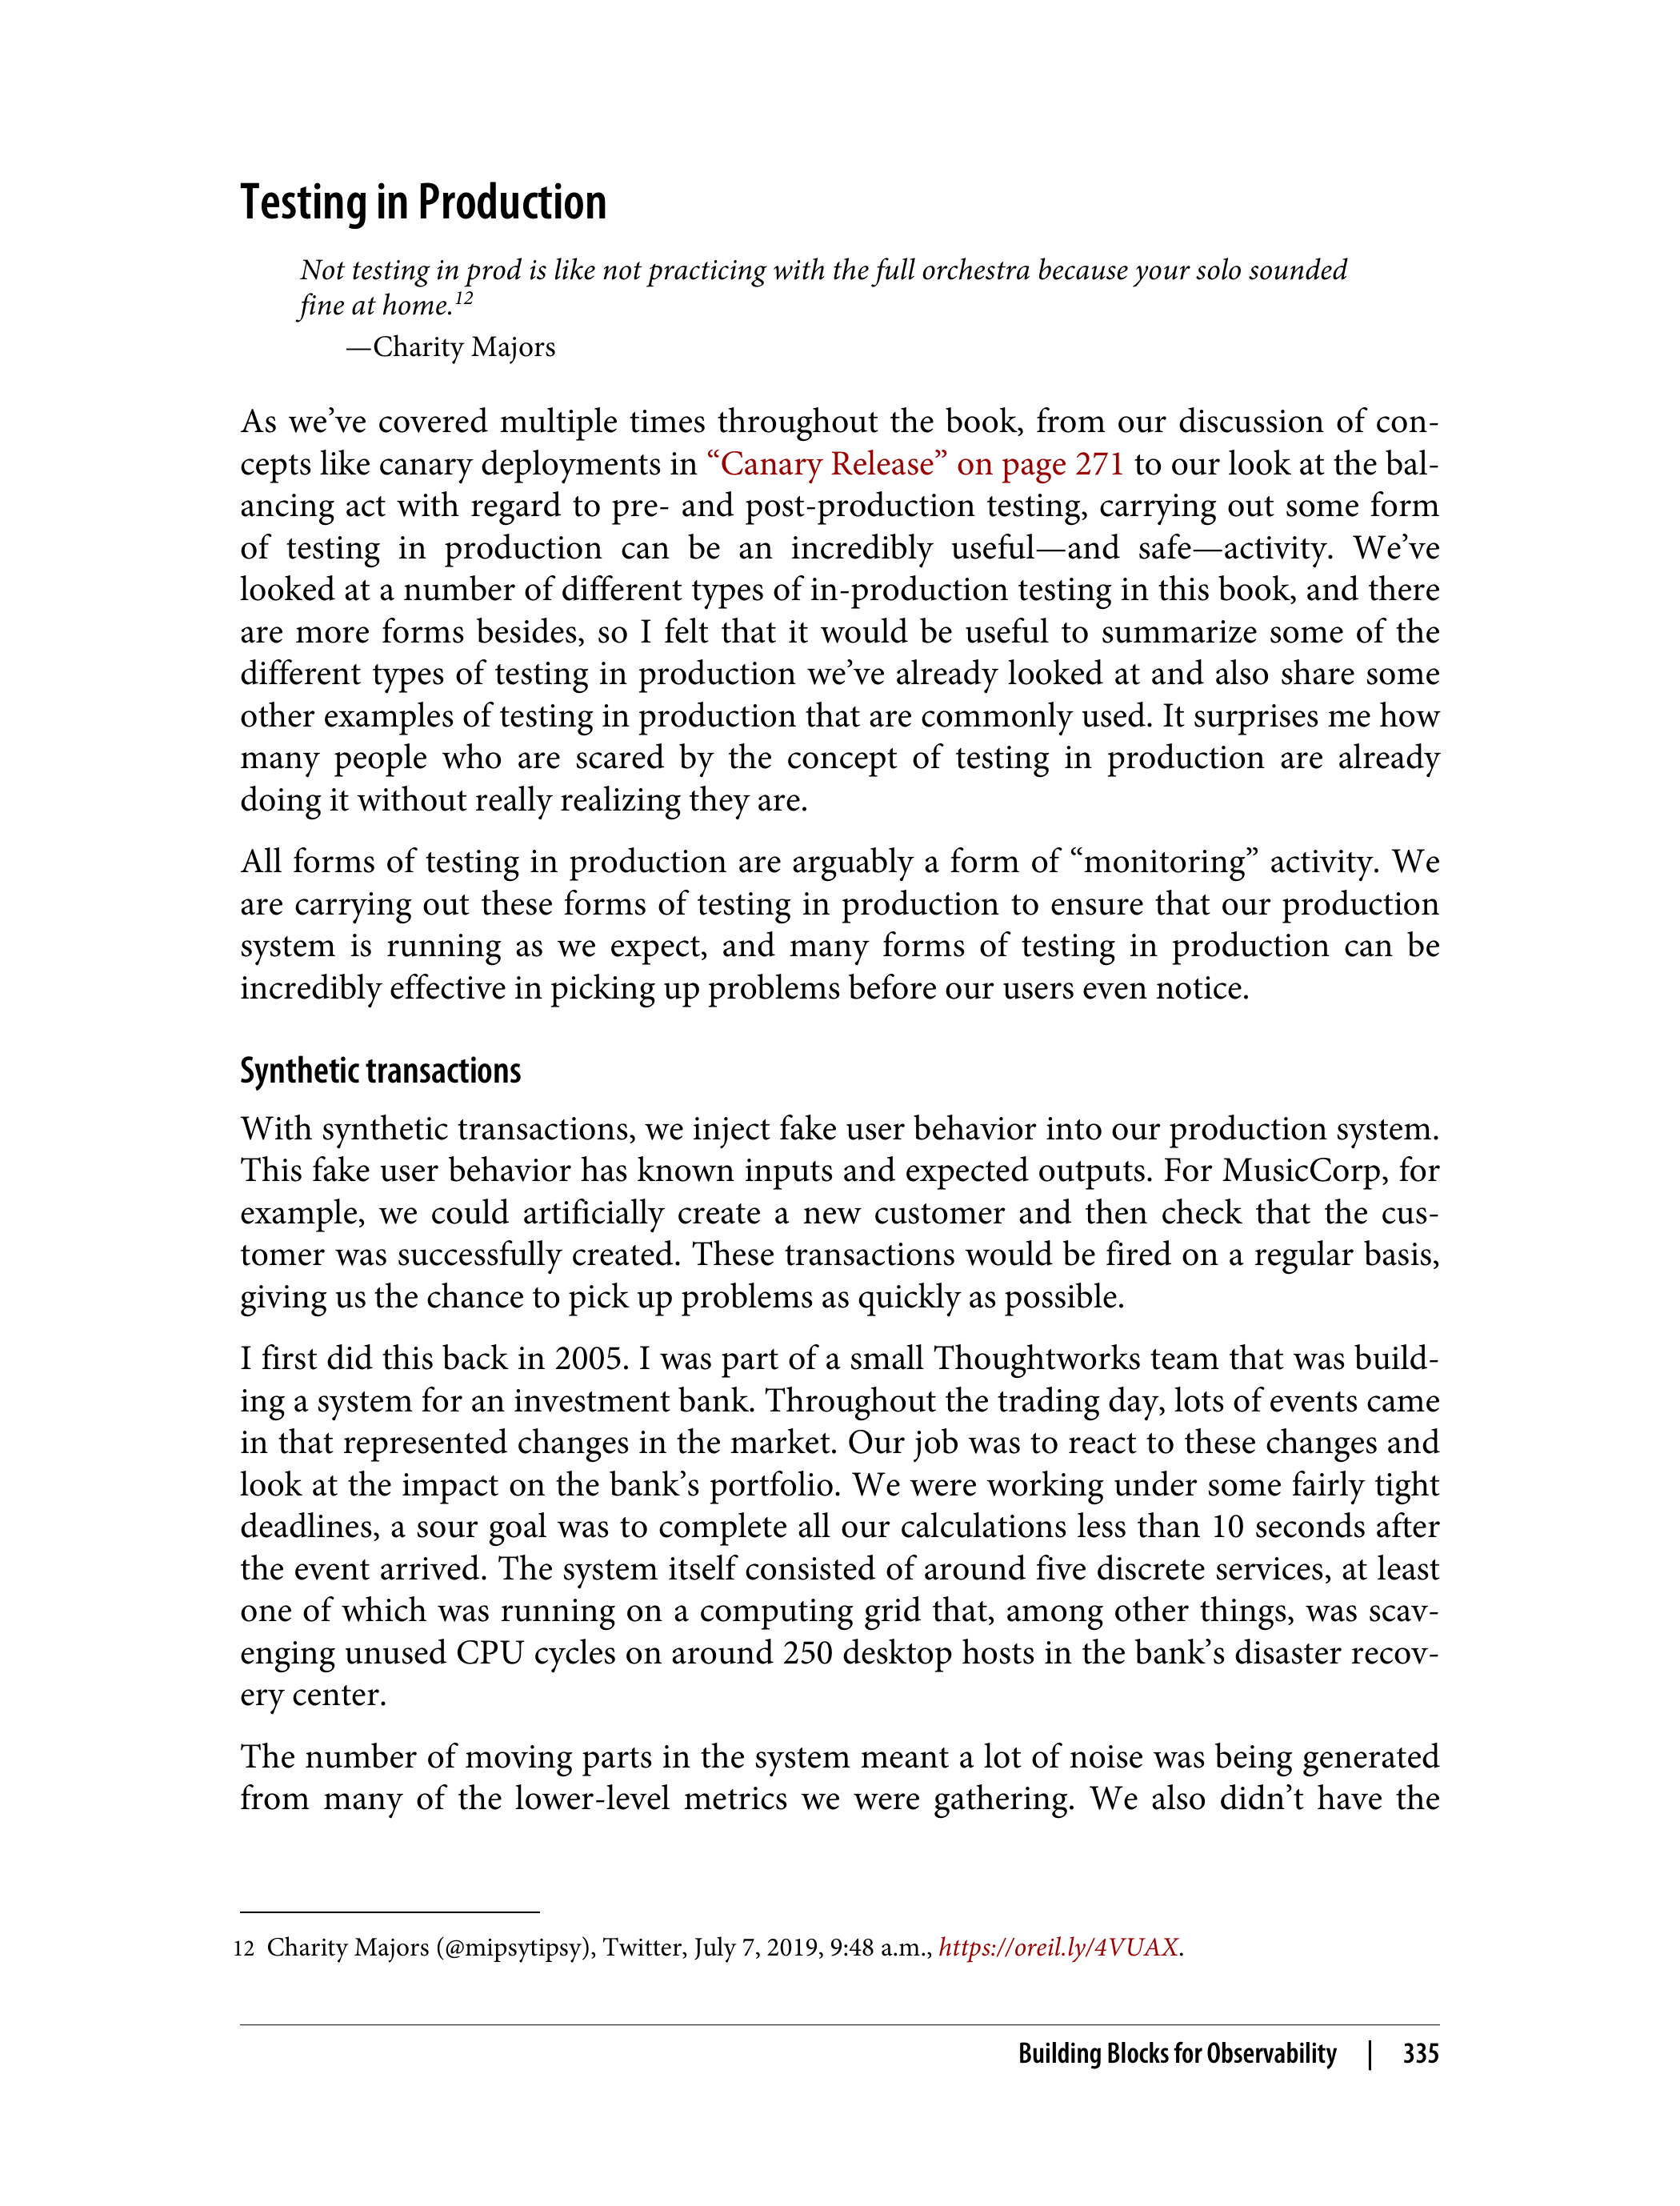 Testing in Production
Not testing in prod is like not practicing with the full orchestra because your solo sounded
fine at home.12
—Charity Majors
As we’ve covered multiple times throughout the book, from our discussion of con-
cepts like canary deployments in “Canary Release” on page 271 to our look at the bal-
ancing act with regard to pre- and post-production testing, carrying out some form
of testing in production can be an incredibly useful—and safe—activity. We’ve
looked at a number of different types of in-production testing in this book, and there
are more forms besides, so I felt that it would be useful to summarize some of the
different types of testing in production we’ve already looked at and also share some
other examples of testing in production that are commonly used. It surprises me how
many people who are scared by the concept of testing in production are already
doing it without really realizing they are.
All forms of testing in production are arguably a form of “monitoring” activity. We
are carrying out these forms of testing in production to ensure that our production
system is running as we expect, and many forms of testing in production can be
incredibly effective in picking up problems before our users even notice.
Synthetic transactions
With synthetic transactions, we inject fake user behavior into our production system.
This fake user behavior has known inputs and expected outputs. For MusicCorp, for
example, we could artificially create a new customer and then check that the cus-
tomer was successfully created. These transactions would be fired on a regular basis,
giving us the chance to pick up problems as quickly as possible.
I first did this back in 2005. I was part of a small Thoughtworks team that was build-
ing a system for an investment bank. Throughout the trading day, lots of events came
in that represented changes in the market. Our job was to react to these changes and
look at the impact on the bank’s portfolio. We were working under some fairly tight
deadlines, a sour goal was to complete all our calculations less than 10 seconds after
the event arrived. The system itself consisted of around five discrete services, at least
one of which was running on a computing grid that, among other things, was scav-
enging unused CPU cycles on around 250 desktop hosts in the bank’s disaster recov-
ery center.
The number of moving parts in the system meant a lot of noise was being generated
from many of the lower-level metrics we were gathering. We also didn’t have the
12 Charity Majors (@mipsytipsy), Twitter, July 7, 2019, 9:48 a.m., https://oreil.ly/4VUAX.
Building Blocks for Observability | 335